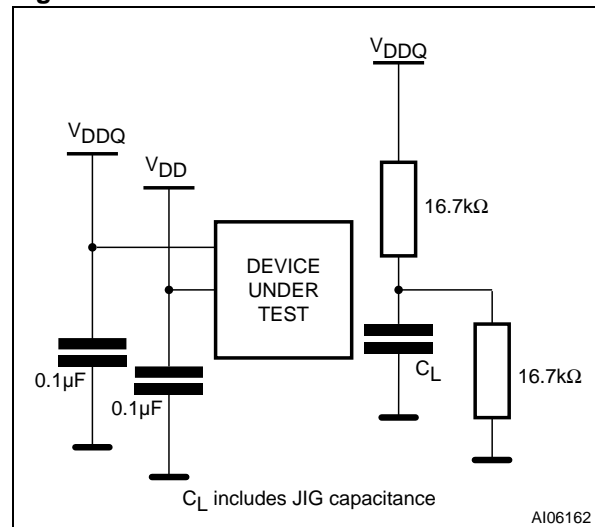 VDDQ
VDDQ
VDD
16.7kΩ
DEVICE
UNDER
TEST
0.1µF
0.1µF
CL
16.7kΩ
CL includes JIG capacitance
AI06162